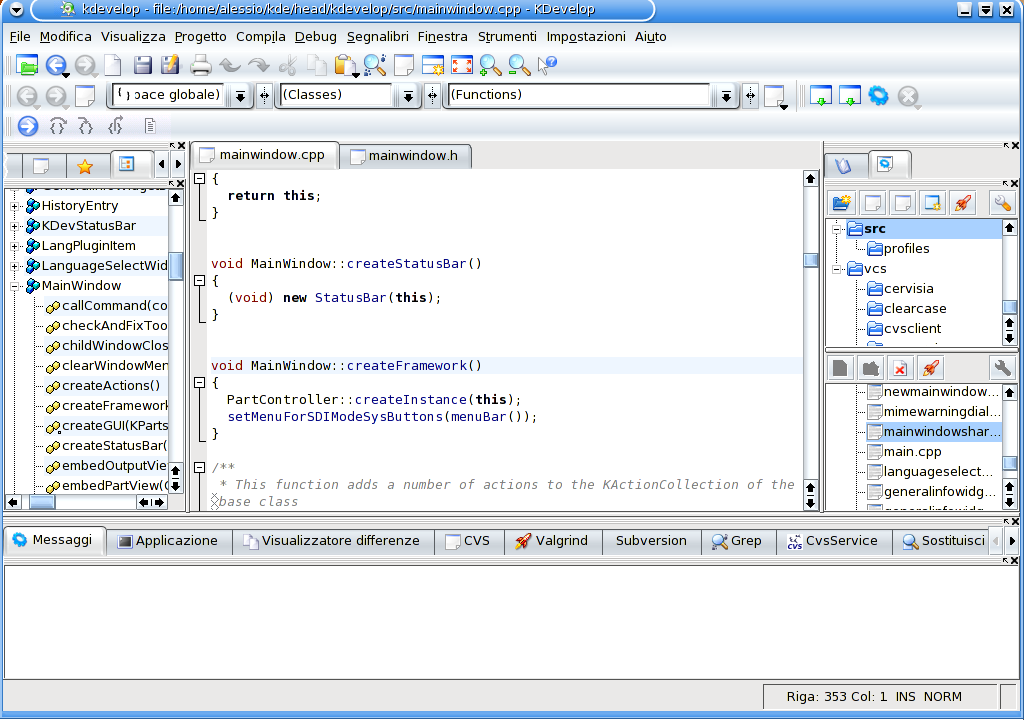 kdevelop - file:/home/alessio/kde/head/kdevelop/src/mainwindow.cpp - KDevelop
File Modifica Visualizza Progetto Compila Debug Segnalibri Finestra Strumenti Impostazioni Aiuto
pace globale) (Classes) (Functions)
mainwindow.cpp mainwindow.h
HistoryEntry
KDevStatusBar
LangPluginItem
LanguageSelectWid
MainWindow
callCommand(co
checkAndFixToo
childWindowClos
clearWindowMen
createActions()
createFramework
createGUI(KParts
createStatusBar(
embedOutputVie
embedPartView(
{
return this;
}
void MainWindow::createStatusBar()
{
(void) new StatusBar(this);
}
void MainWindow::createFramework()
{
PartController::createInstance(this);
setMenuForSDIModeSysButtons(menuBar());
}
/**
* This function adds a number of actions to the KActionCollection of the
base class
src
profiles
vcs
cervisia
clearcase
cvsclient
newmainwindow...
mimewarningdial...
mainwindowshar...
main.cpp
languageselect...
generalinfowidg...
Messaggi Applicazione Visualizzatore differenze CVS Valgrind Subversion Grep CvsService Sostituisci
Riga: 353 Col: 1 INS NORM